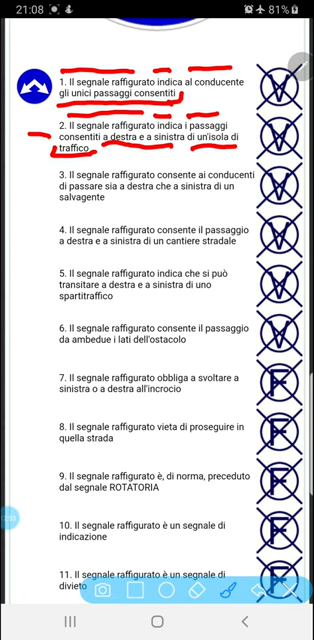 21:08
81%
1. Il segnale raffigurato indica al conducente
gli unici passaggi consentiti
V
2. Il segnale raffigurato indica i passaggi
consentiti a destra e a sinistra di un'isola di
traffico
V
3. Il segnale raffigurato consente ai conducenti
di passare sia a destra che a sinistra di un
salvagente
V
4. Il segnale raffigurato consente il passaggio
a destra e a sinistra di un cantiere stradale
V
5. Il segnale raffigurato indica che si può
transitare a destra e a sinistra di uno
spartitraffico
V
6. Il segnale raffigurato consente il passaggio
da ambedue i lati dell'ostacolo
V
7. Il segnale raffigurato obbliga a svoltare a
sinistra o a destra all'incrocio
F
8. Il segnale raffigurato vieta di proseguire in
quella strada
F
9. Il segnale raffigurato è, di norma, preceduto
dal segnale ROTATORIA
F
10. Il segnale raffigurato è un segnale di
indicazione
F
11. Il segnale raffigurato è un segnale di
divieto
F